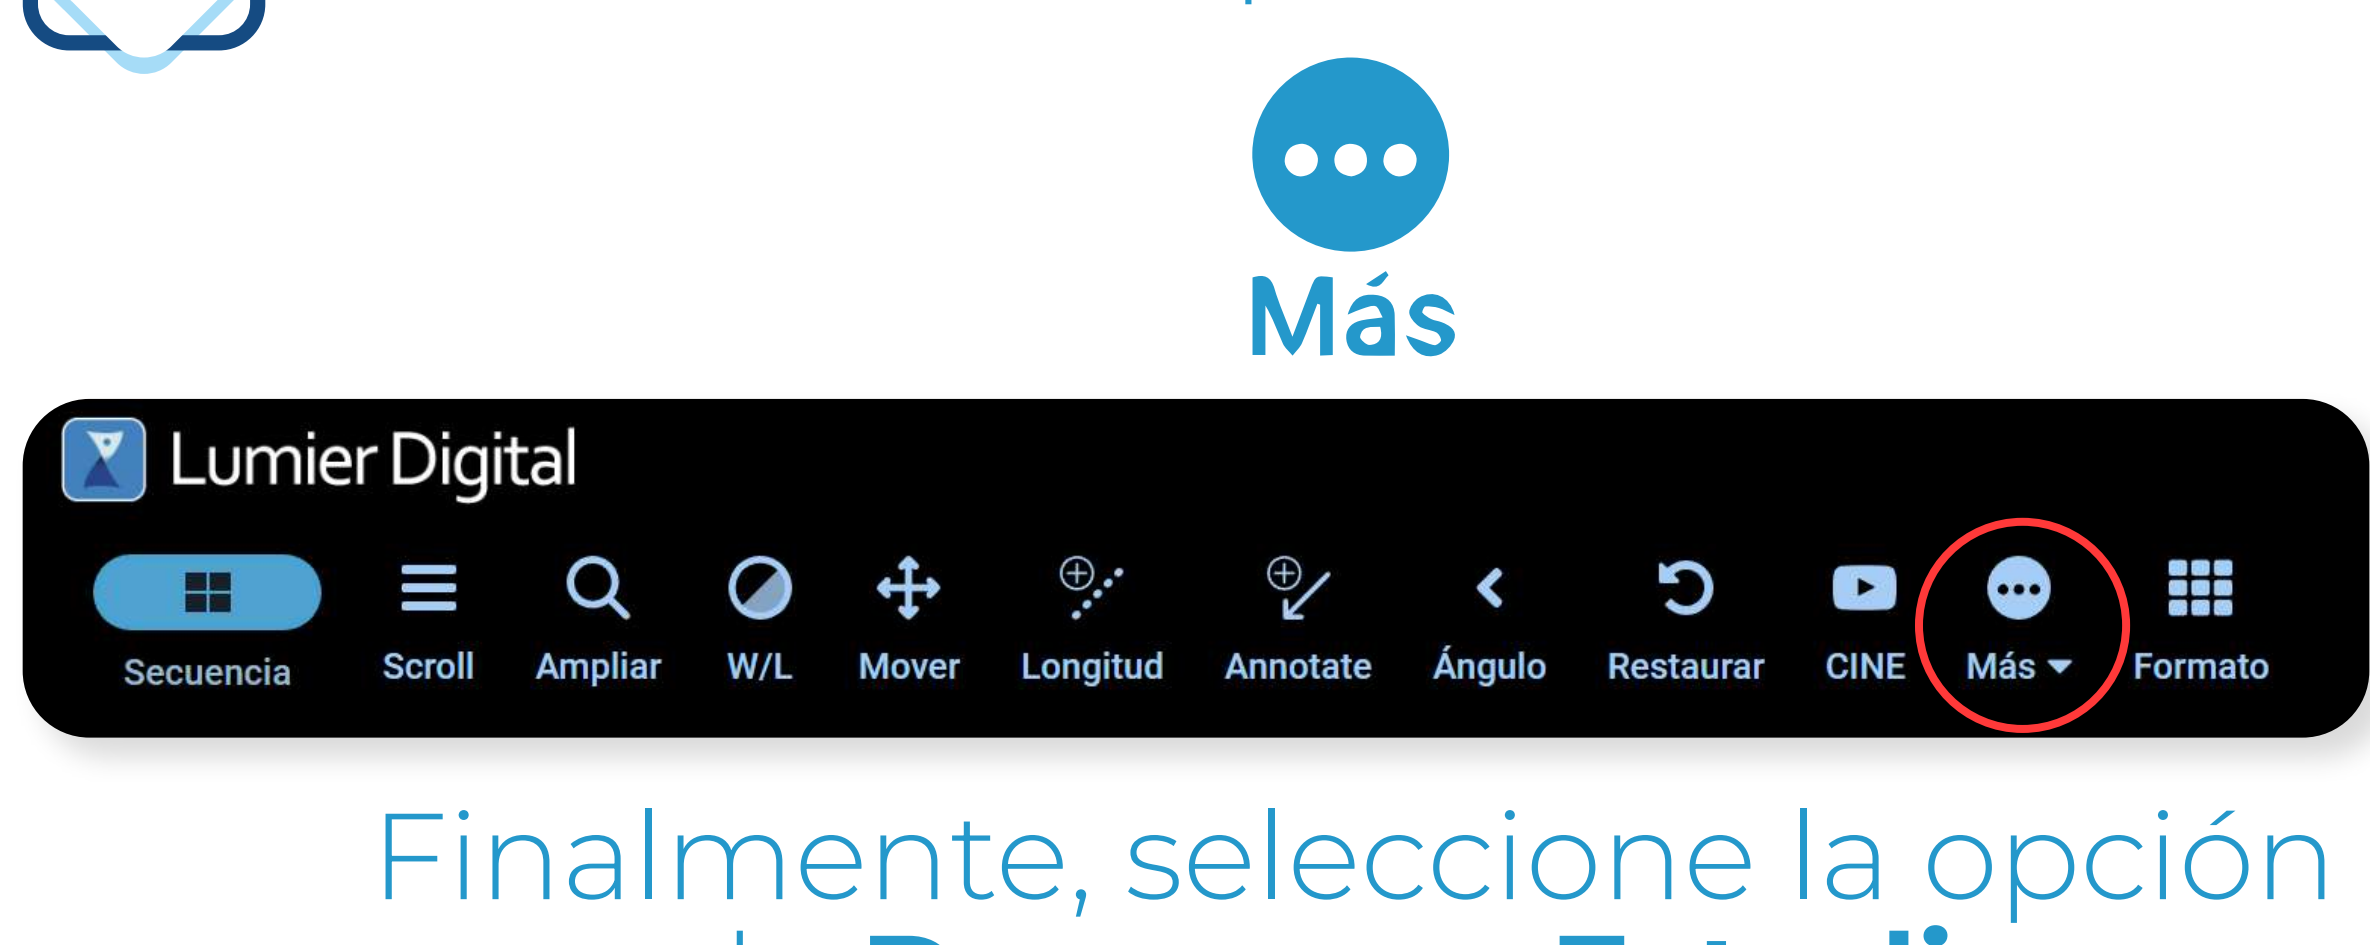 Más
Lumier Digital
Secuencia Scroll Ampliar W/L Mover Longitud Annotate Ángulo Restaurar CINE Más Formato
Finalmente, seleccione la opción